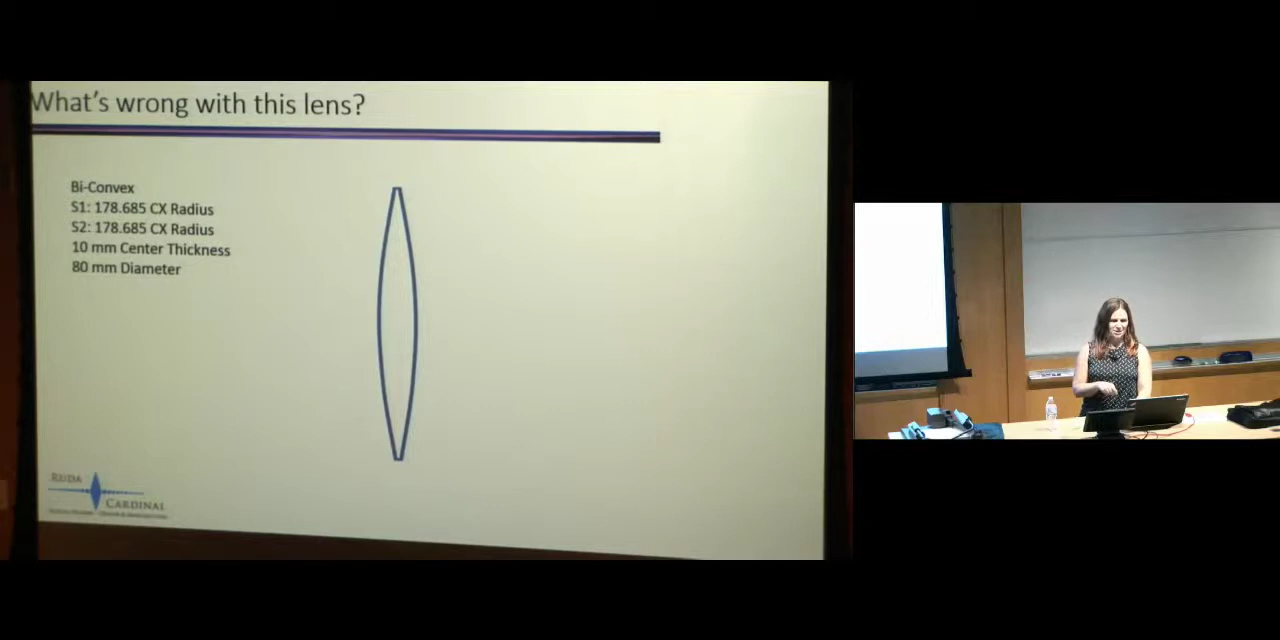 What's wrong with this lens?
Bi-Convex
S1: 178.685 CX Radius
S2: 178.685 CX Radius
10 mm Center Thickness
80 mm Diameter
RUDA
CARDINAL